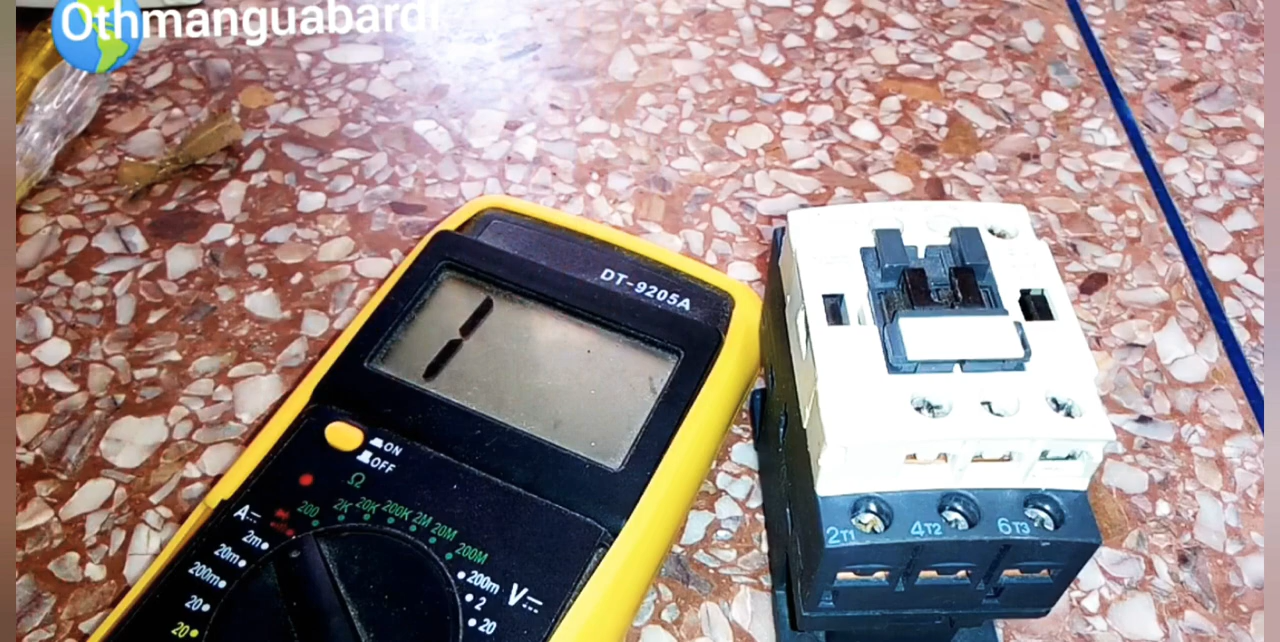 Othmanguabardi
DT-9205A
1
ON
OFF
Ω
A⎓
200
2K
20K
200K
2M
20M
200M
2m
20m
200m
20
20
200m
V⎓
2
20
2T1
4T2
6T3